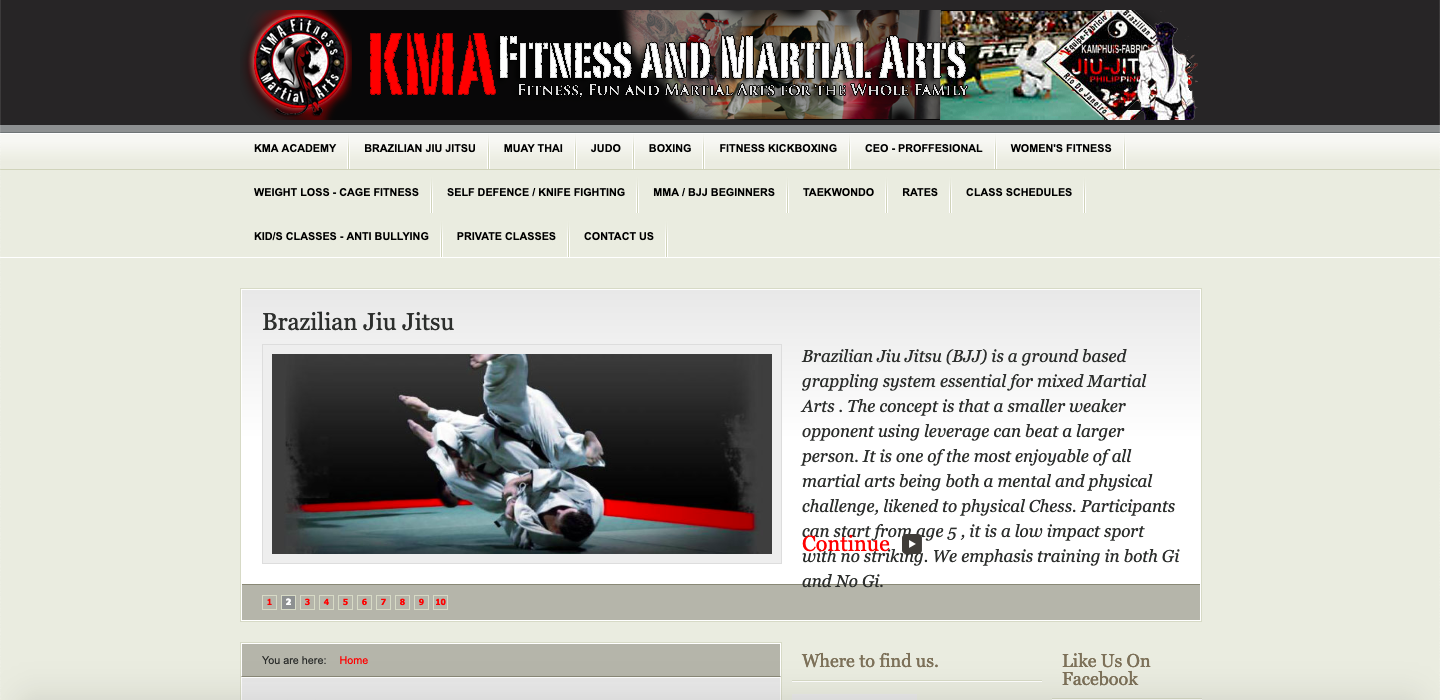 KMA Fitness
Martial Arts
KMA FITNESS AND MARTIAL ARTS
FITNESS, FUN AND MARTIAL ARTS FOR THE WHOLE FAMILY
RAG
KAMPHUIS-FABRIC
JIU-JIT
PHILIPPIN
Rio de Janeiro
KMA ACADEMY
BRAZILIAN JIU JITSU
MUAY THAI
JUDO
BOXING
FITNESS KICKBOXING
CEO - PROFFESIONAL
WOMEN'S FITNESS
WEIGHT LOSS - CAGE FITNESS
SELF DEFENCE / KNIFE FIGHTING
MMA / BJJ BEGINNERS
TAEKWONDO
RATES
CLASS SCHEDULES
KID/S CLASSES - ANTI BULLYING
PRIVATE CLASSES
CONTACT US
Brazilian Jiu Jitsu
Brazilian Jiu Jitsu (BJJ) is a ground based
grappling system essential for mixed Martial
Arts . The concept is that a smaller weaker
opponent using leverage can beat a larger
person. It is one of the most enjoyable of all
martial arts being both a mental and physical
challenge, likened to physical Chess. Participants
can start from age 5 , it is a low impact sport
Continue
with no striking. We emphasis training in both Gi
and No Gi.
1 2 3 4 5 6 7 8 9 10
You are here: Home
Where to find us.
Like Us On
Facebook